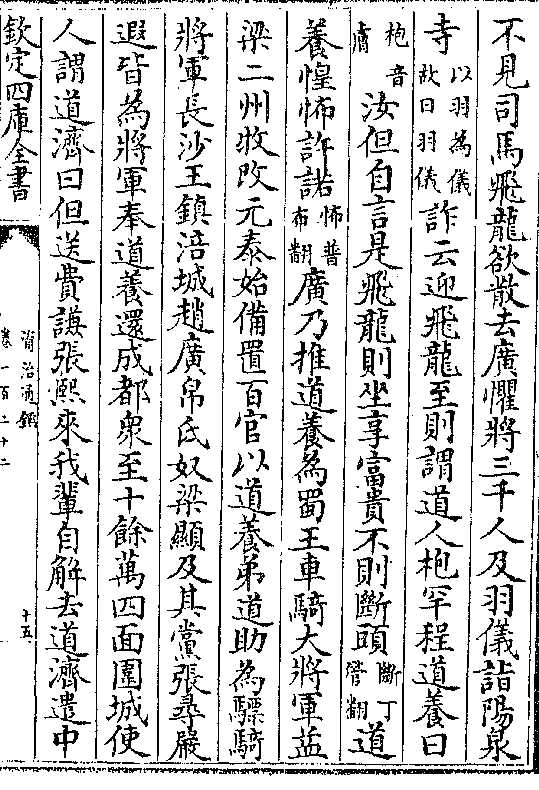 不見司馬飛龍欲散去廣懼將三千人及羽儀詣陽泉
寺以羽為儀故曰羽儀詐云迎飛龍至則謂道人枹罕程道養曰
枹音膚汝但自言是飛龍則坐享富貴不則斷頭斷丁管翻道
養惶怖許諾怖普布翻廣乃推道養為蜀王車騎大將軍益
梁二州牧改元泰始備置百官以道養弟道助為驃騎
將軍長沙王鎮涪城趙廣帛氐奴梁顯及其黨張尋嚴
遐皆為將軍奉道養還成都衆至十餘萬四面圍城使
人謂道濟曰但送費謙張熙來我輩自解去道濟遣中
欽定四庫全書
資治通鑑
卷一百二十二
十五